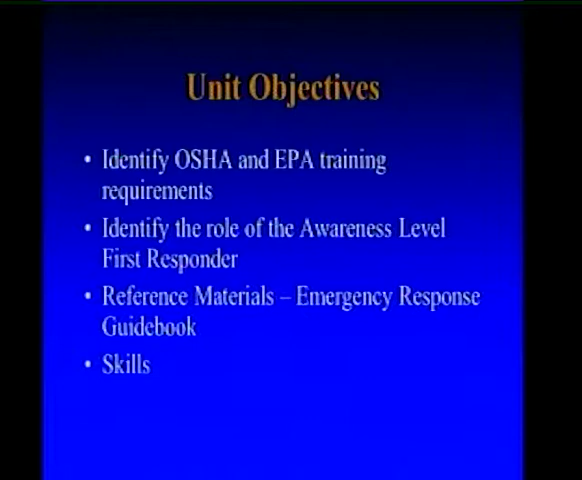 Unit Objectives
• Identify OSHA and EPA training
requirements
• Identify the role of the Awareness Level
First Responder
• Reference Materials – Emergency Response
Guidebook
• Skills